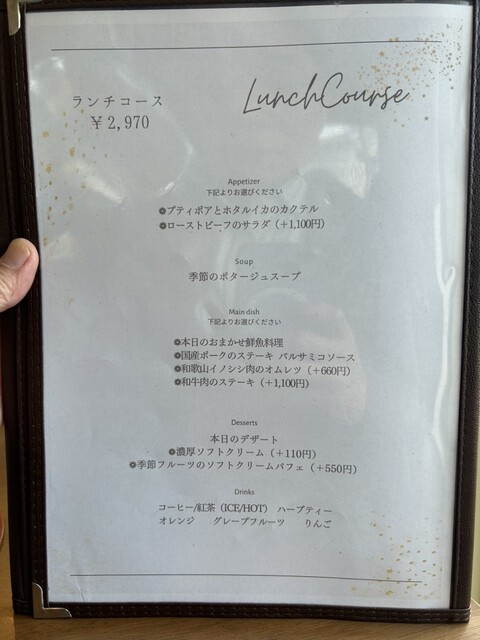 LunchCourse
ランチコース
￥2,970
Appetizer
下記よりお選びください
❁プティポアとホタルイカのカクテル
❁ローストビーフのサラダ（＋1,100円）
Soup
季節のポタージュスープ
Main dish
下記よりお選びください
❁本日のおまかせ鮮魚料理
❁国産ポークのステーキ バルサミコソース
❁和歌山イノシシ肉のオムレツ（＋660円）
❁和牛肉のステーキ（＋1,100円）
Desserts
本日のデザート
❁濃厚ソフトクリーム（＋110円）
❁季節フルーツのソフトクリームパフェ（＋550円）
Drinks
コーヒー/紅茶（ICE/HOT） ハーブティー
オレンジ グレープフルーツ りんご